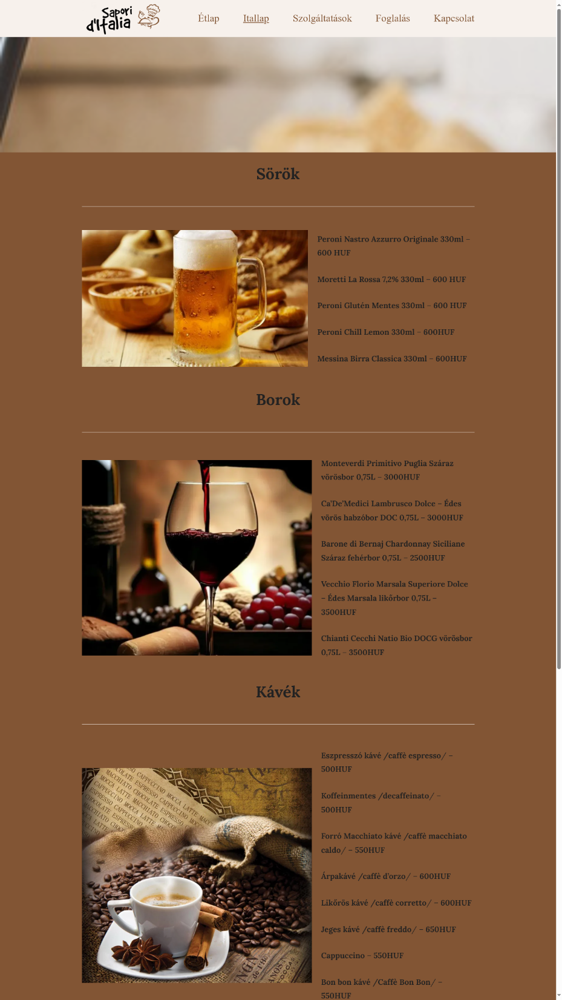 Sapori
d'Italia
Étlap Itallap Szolgáltatások Foglalás Kapcsolat
Sörök
Peroni Nastro Azzurro Originale 330ml –
600 HUF
Moretti La Rossa 7,2% 330ml – 600 HUF
Peroni Glutén Mentes 330ml – 600 HUF
Peroni Chill Lemon 330ml – 600HUF
Messina Birra Classica 330ml – 600HUF
Borok
Monteverdi Primitivo Puglia Száraz
vörösbor 0,75L – 3000HUF
Ca'De'Medici Lambrusco Dolce – Édes
vörös habzóbor DOC 0,75L – 3000HUF
Barone di Bernaj Chardonnay Siciliane
Száraz fehérbor 0,75L – 2500HUF
Vecchio Florio Marsala Superiore Dolce
– Édes Marsala likőrbor 0,75L –
3500HUF
Chianti Cecchi Natio Bio DOCG vörösbor
0,75L – 3500HUF
Kávék
Eszpresszó kávé /caffè espresso/ –
500HUF
Koffeinmentes /decaffeinato/ –
500HUF
Forró Macchiato kávé /caffè macchiato
caldo/ – 550HUF
Árpakávé /caffè d'orzo/ – 600HUF
Likőrös kávé /caffè corretto/ – 600HUF
Jeges kávé /caffè freddo/ – 650HUF
Cappuccino – 550HUF
Bon bon kávé /Caffè Bon Bon/ –
550HUF